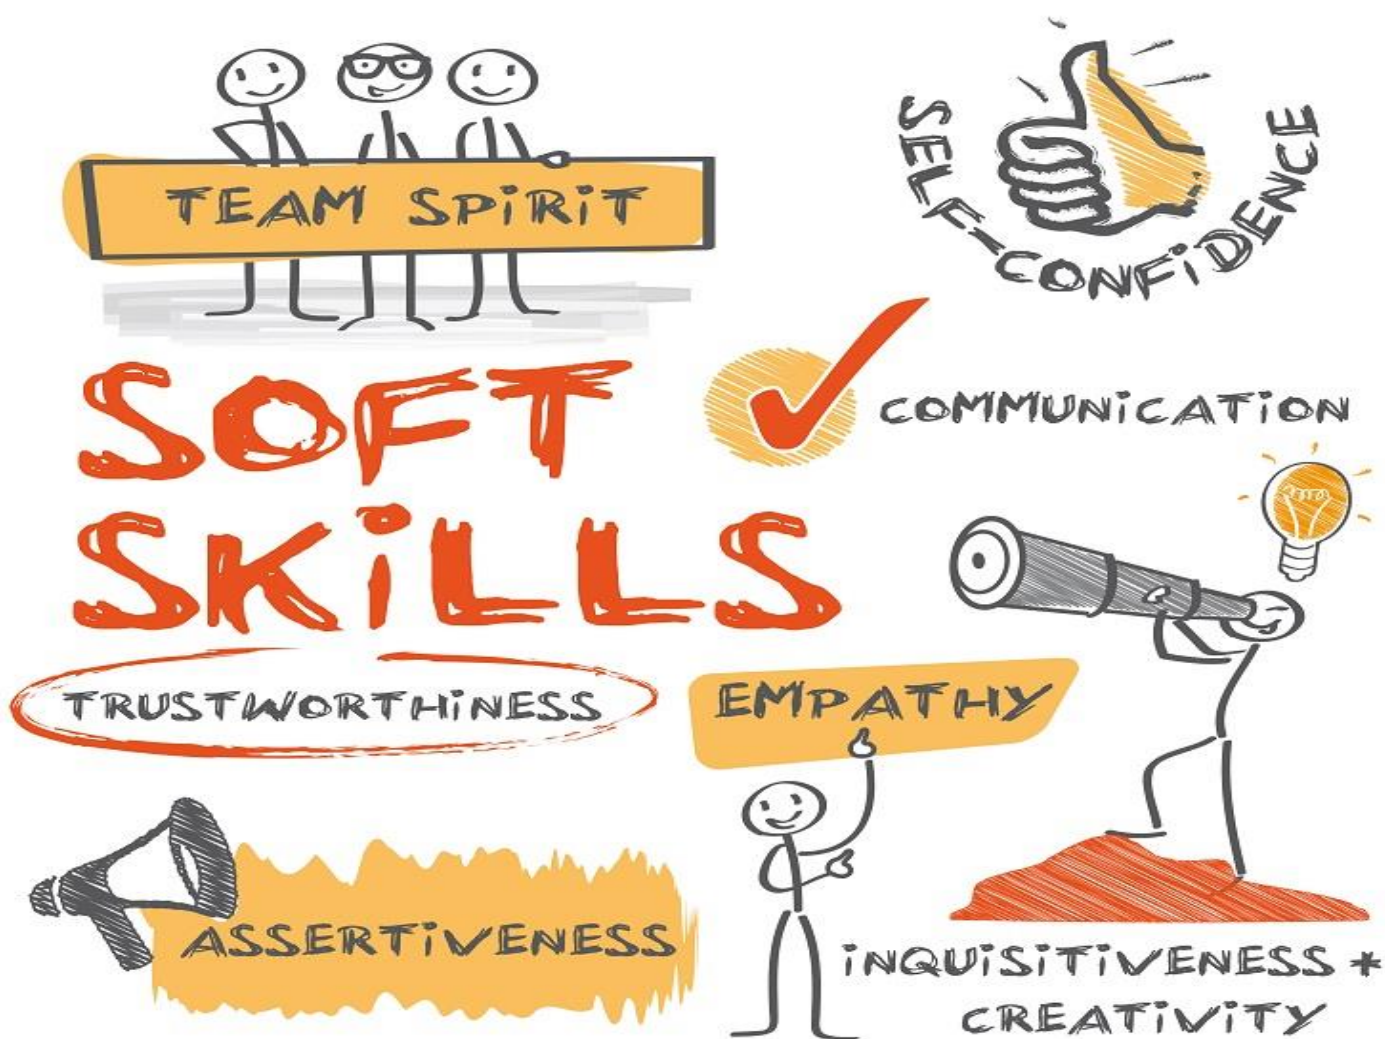 TEAM SPiRiT
SELF-CONFiDENCE
SOFT
SKiLLS
COMMUNiCATiON
TRUSTWORTHiNESS
EMPATHY
ASSERTiVENESS
iNQUiSiTiVENESS *
CREATiViTY